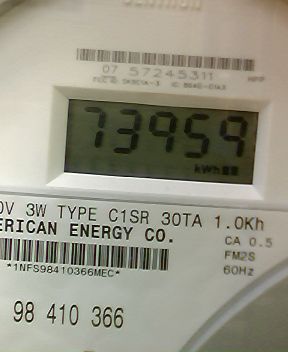 CENTRON
07 57245311
73959
kWh
0V 3W TYPE C1SR 30TA 1.0Kh
ERICAN ENERGY CO.
CA 0.5
FM2S
60Hz
*1NFS98410366MEC*
98 410 366